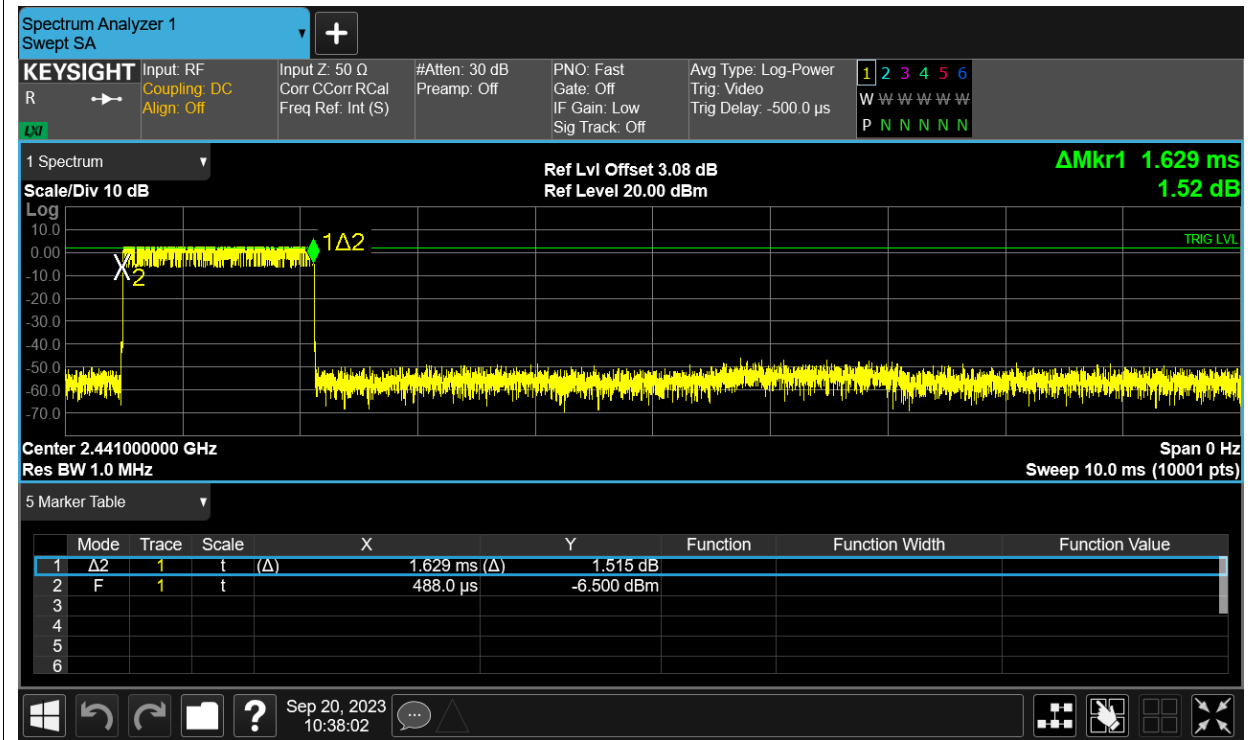 Spectrum Analyzer 1
Swept SA
KEYSIGHT
R
LXI
Input: RF
Coupling: DC
Align: Off
Input Z: 50 Ω
Corr CCorr RCal
Freq Ref: Int (S)
#Atten: 30 dB
Preamp: Off
PNO: Fast
Gate: Off
IF Gain: Low
Sig Track: Off
Avg Type: Log-Power
Trig: Video
Trig Delay: -500.0 µs
1 2 3 4 5 6
W W W W W W
P N N N N N
1 Spectrum
Scale/Div 10 dB
Ref Lvl Offset 3.08 dB
Ref Level 20.00 dBm
ΔMkr1 1.629 ms
1.52 dB
Log
10.0
0.00
-10.0
-20.0
-30.0
-40.0
-50.0
-60.0
-70.0
1Δ2
X2
TRIG LVL
Center 2.441000000 GHz
Res BW 1.0 MHz
Span 0 Hz
Sweep 10.0 ms (10001 pts)
5 Marker Table
Mode Trace Scale X Y Function Function Width Function Value
1 Δ2 1 t (Δ) 1.629 ms (Δ) 1.515 dB
2 F 1 t 488.0 µs -6.500 dBm
3
4
5
6
?
Sep 20, 2023
10:38:02